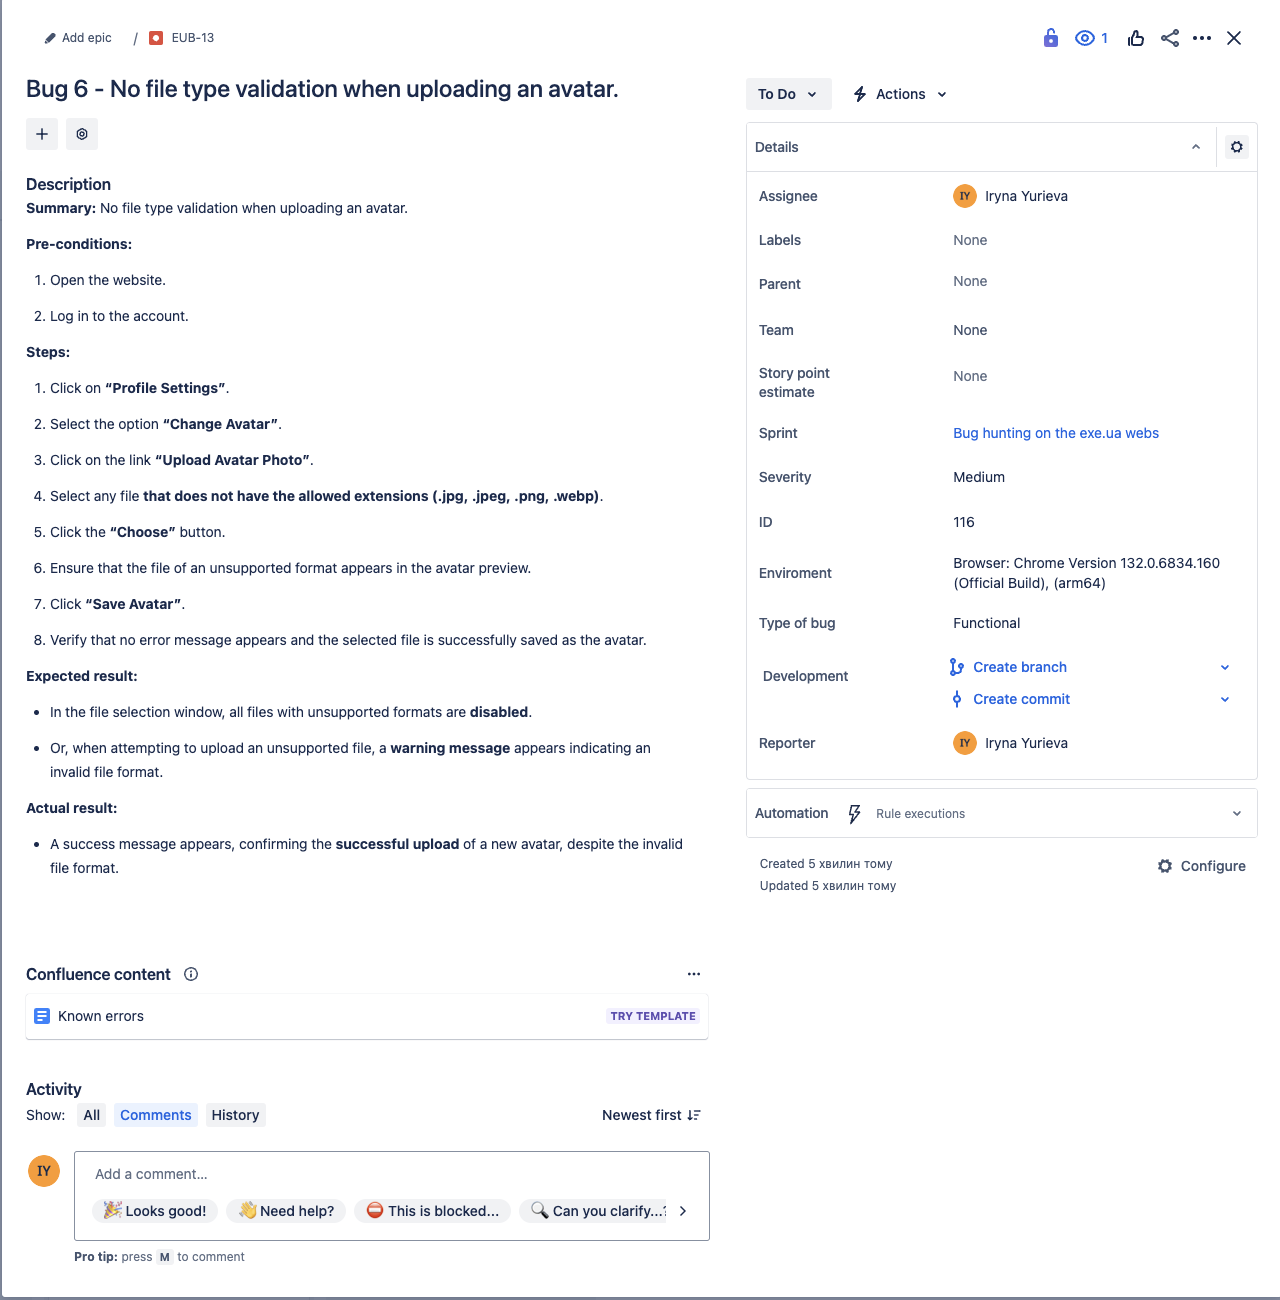 Add epic / EUB-13
1
Bug 6 - No file type validation when uploading an avatar.
Description
Summary: No file type validation when uploading an avatar.
Pre-conditions:
1. Open the website.
2. Log in to the account.
Steps:
1. Click on “Profile Settings”.
2. Select the option “Change Avatar”.
3. Click on the link “Upload Avatar Photo”.
4. Select any file that does not have the allowed extensions (.jpg, .jpeg, .png, .webp).
5. Click the “Choose” button.
6. Ensure that the file of an unsupported format appears in the avatar preview.
7. Click “Save Avatar”.
8. Verify that no error message appears and the selected file is successfully saved as the avatar.
Expected result:
• In the file selection window, all files with unsupported formats are disabled.
• Or, when attempting to upload an unsupported file, a warning message appears indicating an
invalid file format.
Actual result:
• A success message appears, confirming the successful upload of a new avatar, despite the invalid
file format.
Confluence content
Known errors TRY TEMPLATE
Activity
Show: All Comments History Newest first
IY
Add a comment...
Looks good! Need help? This is blocked... Can you clarify...?
Pro tip: press M to comment
To Do Actions
Details
Assignee IY Iryna Yurieva
Labels None
Parent None
Team None
Story point
estimate None
Sprint Bug hunting on the exe.ua webs
Severity Medium
ID 116
Enviroment Browser: Chrome Version 132.0.6834.160
(Official Build), (arm64)
Type of bug Functional
Development Create branch
Create commit
Reporter IY Iryna Yurieva
Automation Rule executions
Created 5 хвилин тому
Updated 5 хвилин тому
Configure